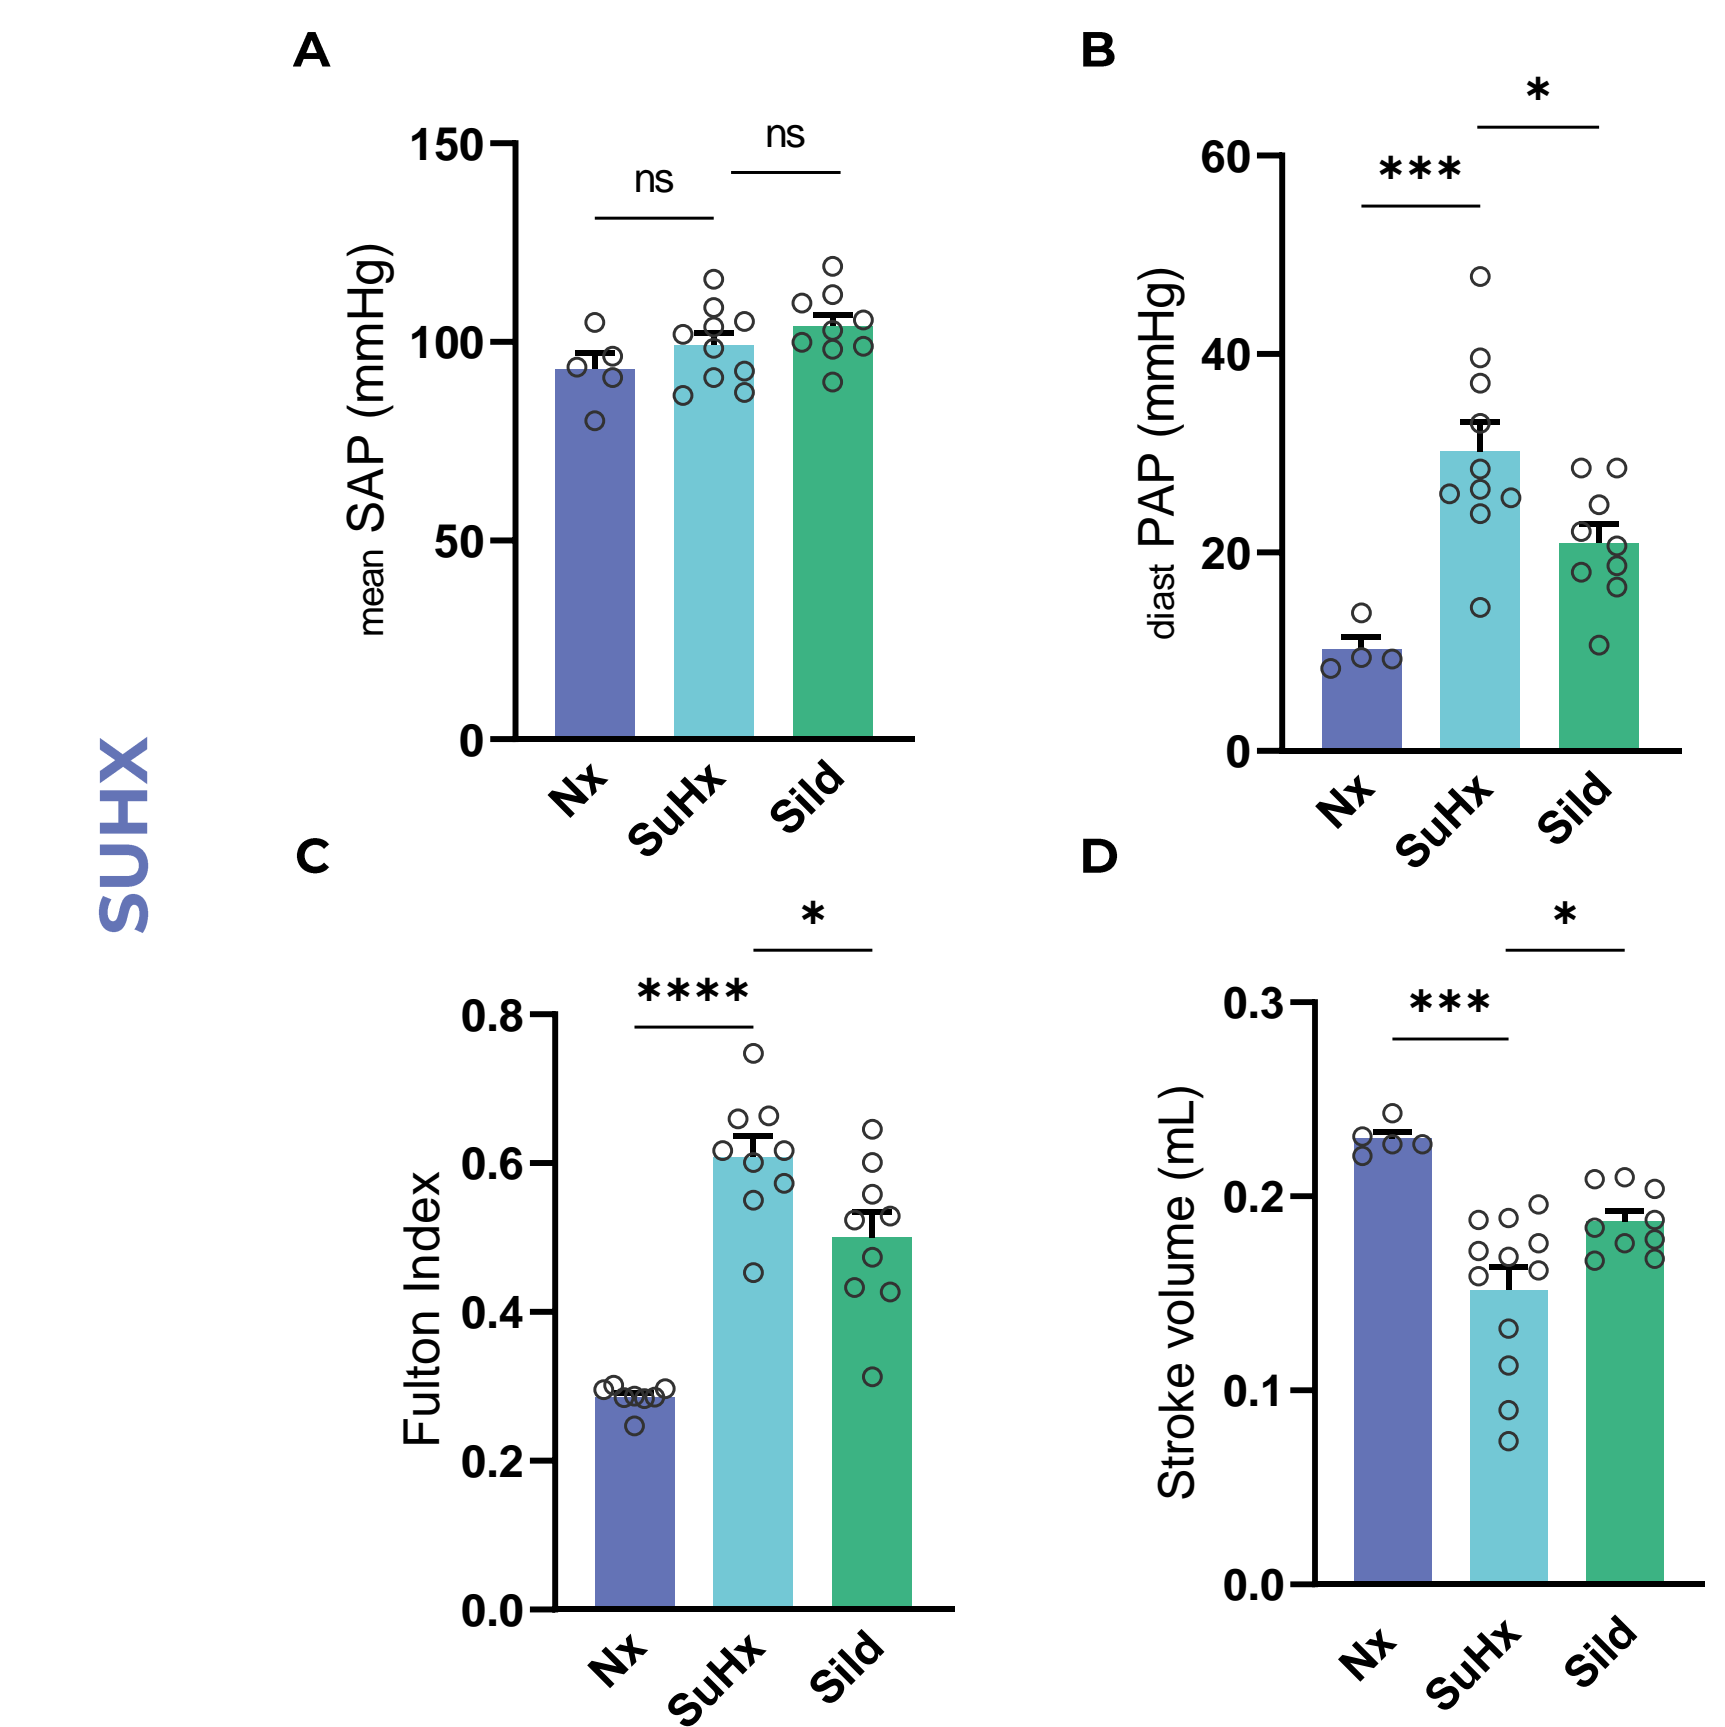 SUHX
A
ns
ns
150
100
50
0
mean SAP (mmHg)
Nx
SuHx
Sild
B
*
***
60
40
20
0
diast PAP (mmHg)
Nx
SuHx
Sild
C
*
****
0.8
0.6
0.4
0.2
0.0
Fulton Index
Nx
SuHx
Sild
D
*
***
0.3
0.2
0.1
0.0
Stroke volume (mL)
Nx
SuHx
Sild